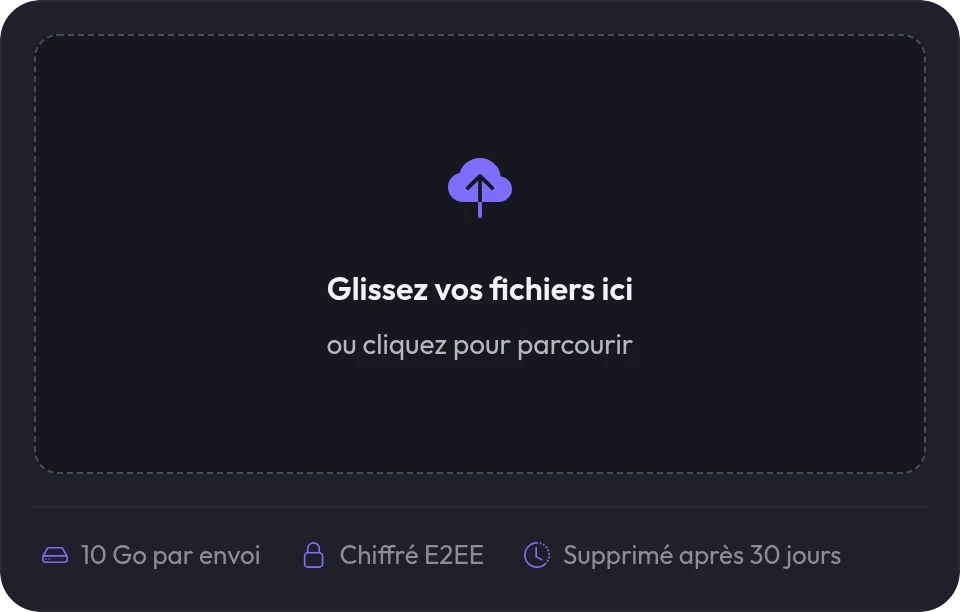 Glissez vos fichiers ici
ou cliquez pour parcourir
10 Go par envoi
Chiffré E2EE
Supprimé après 30 jours